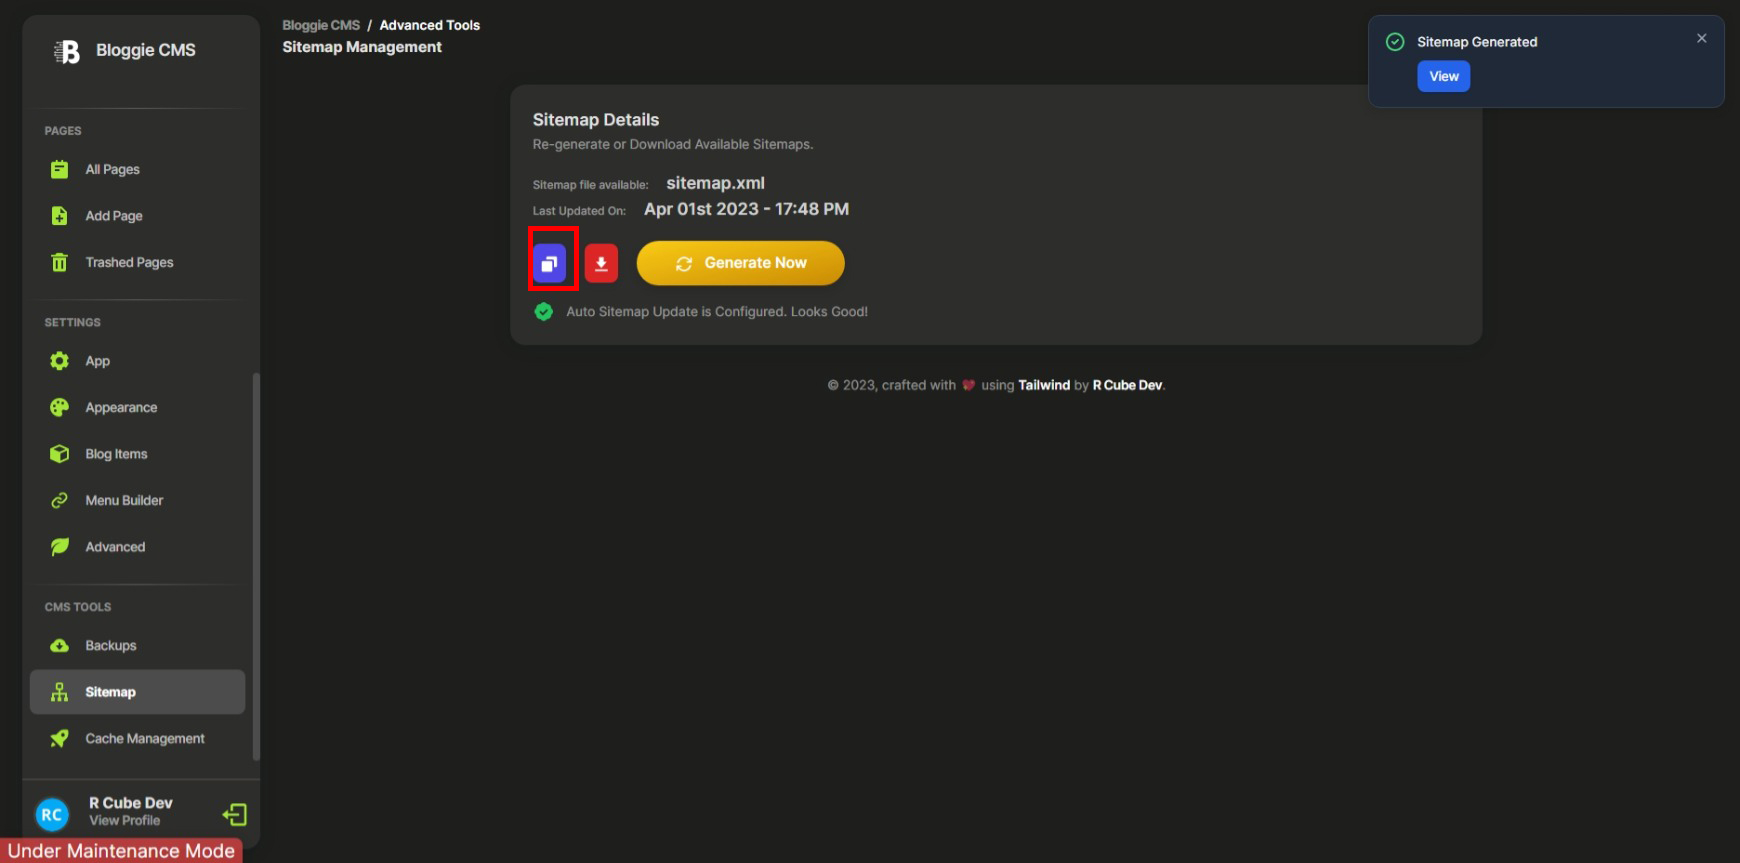 Bloggie CMS
PAGES
All Pages
Add Page
Trashed Pages
SETTINGS
App
Appearance
Blog Items
Menu Builder
Advanced
CMS TOOLS
Backups
Sitemap
Cache Management
RC
R Cube Dev
View Profile
Under Maintenance Mode
Bloggie CMS / Advanced Tools
Sitemap Management
Sitemap Details
Re-generate or Download Available Sitemaps.
Sitemap file available: sitemap.xml
Last Updated On: Apr 01st 2023 - 17:48 PM
Generate Now
Auto Sitemap Update is Configured. Looks Good!
© 2023, crafted with ❤ using Tailwind by R Cube Dev.
Sitemap Generated
View